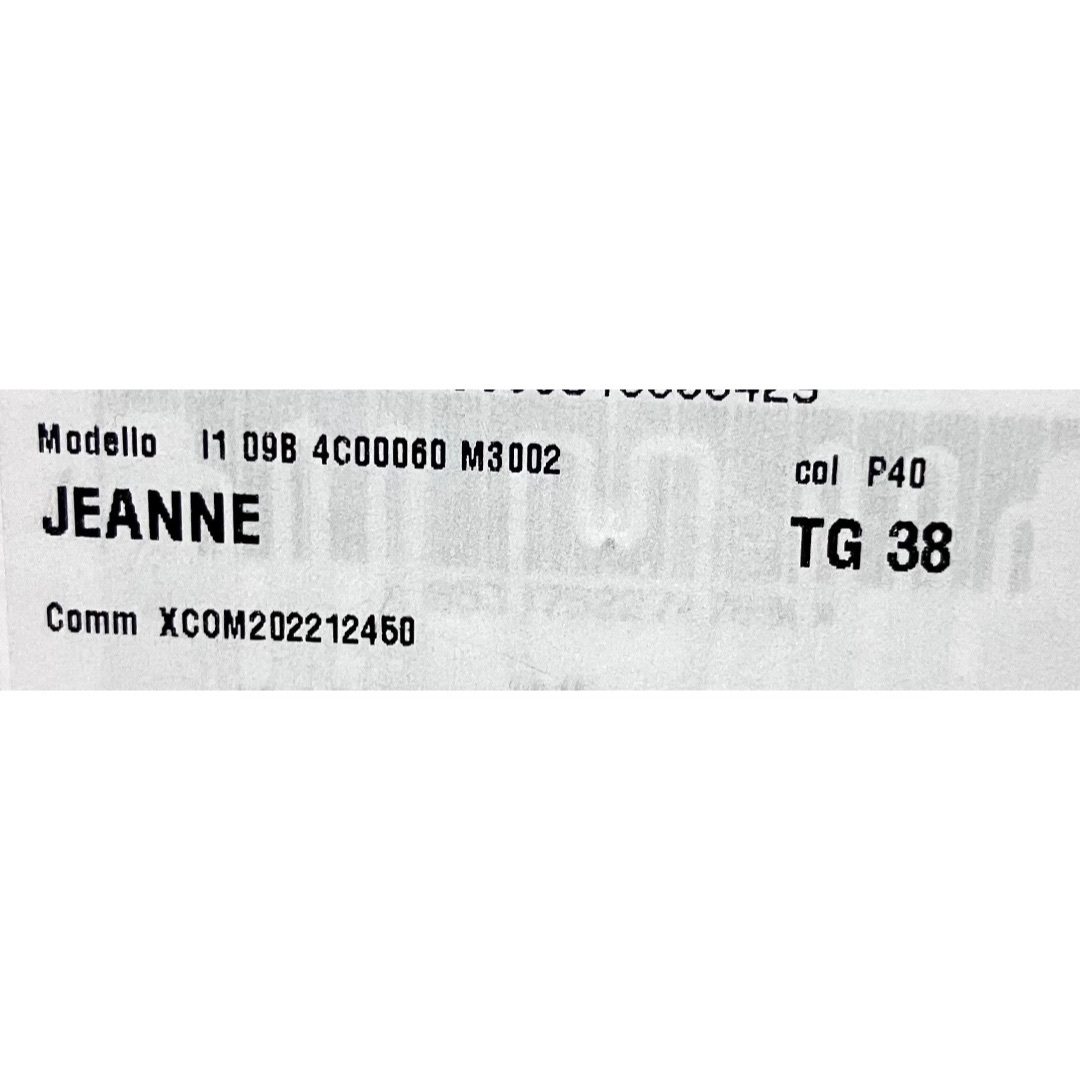 Modello I1 09B 4C00060 M3002
col P40
JEANNE
TG 38
Comm XCOM202212450